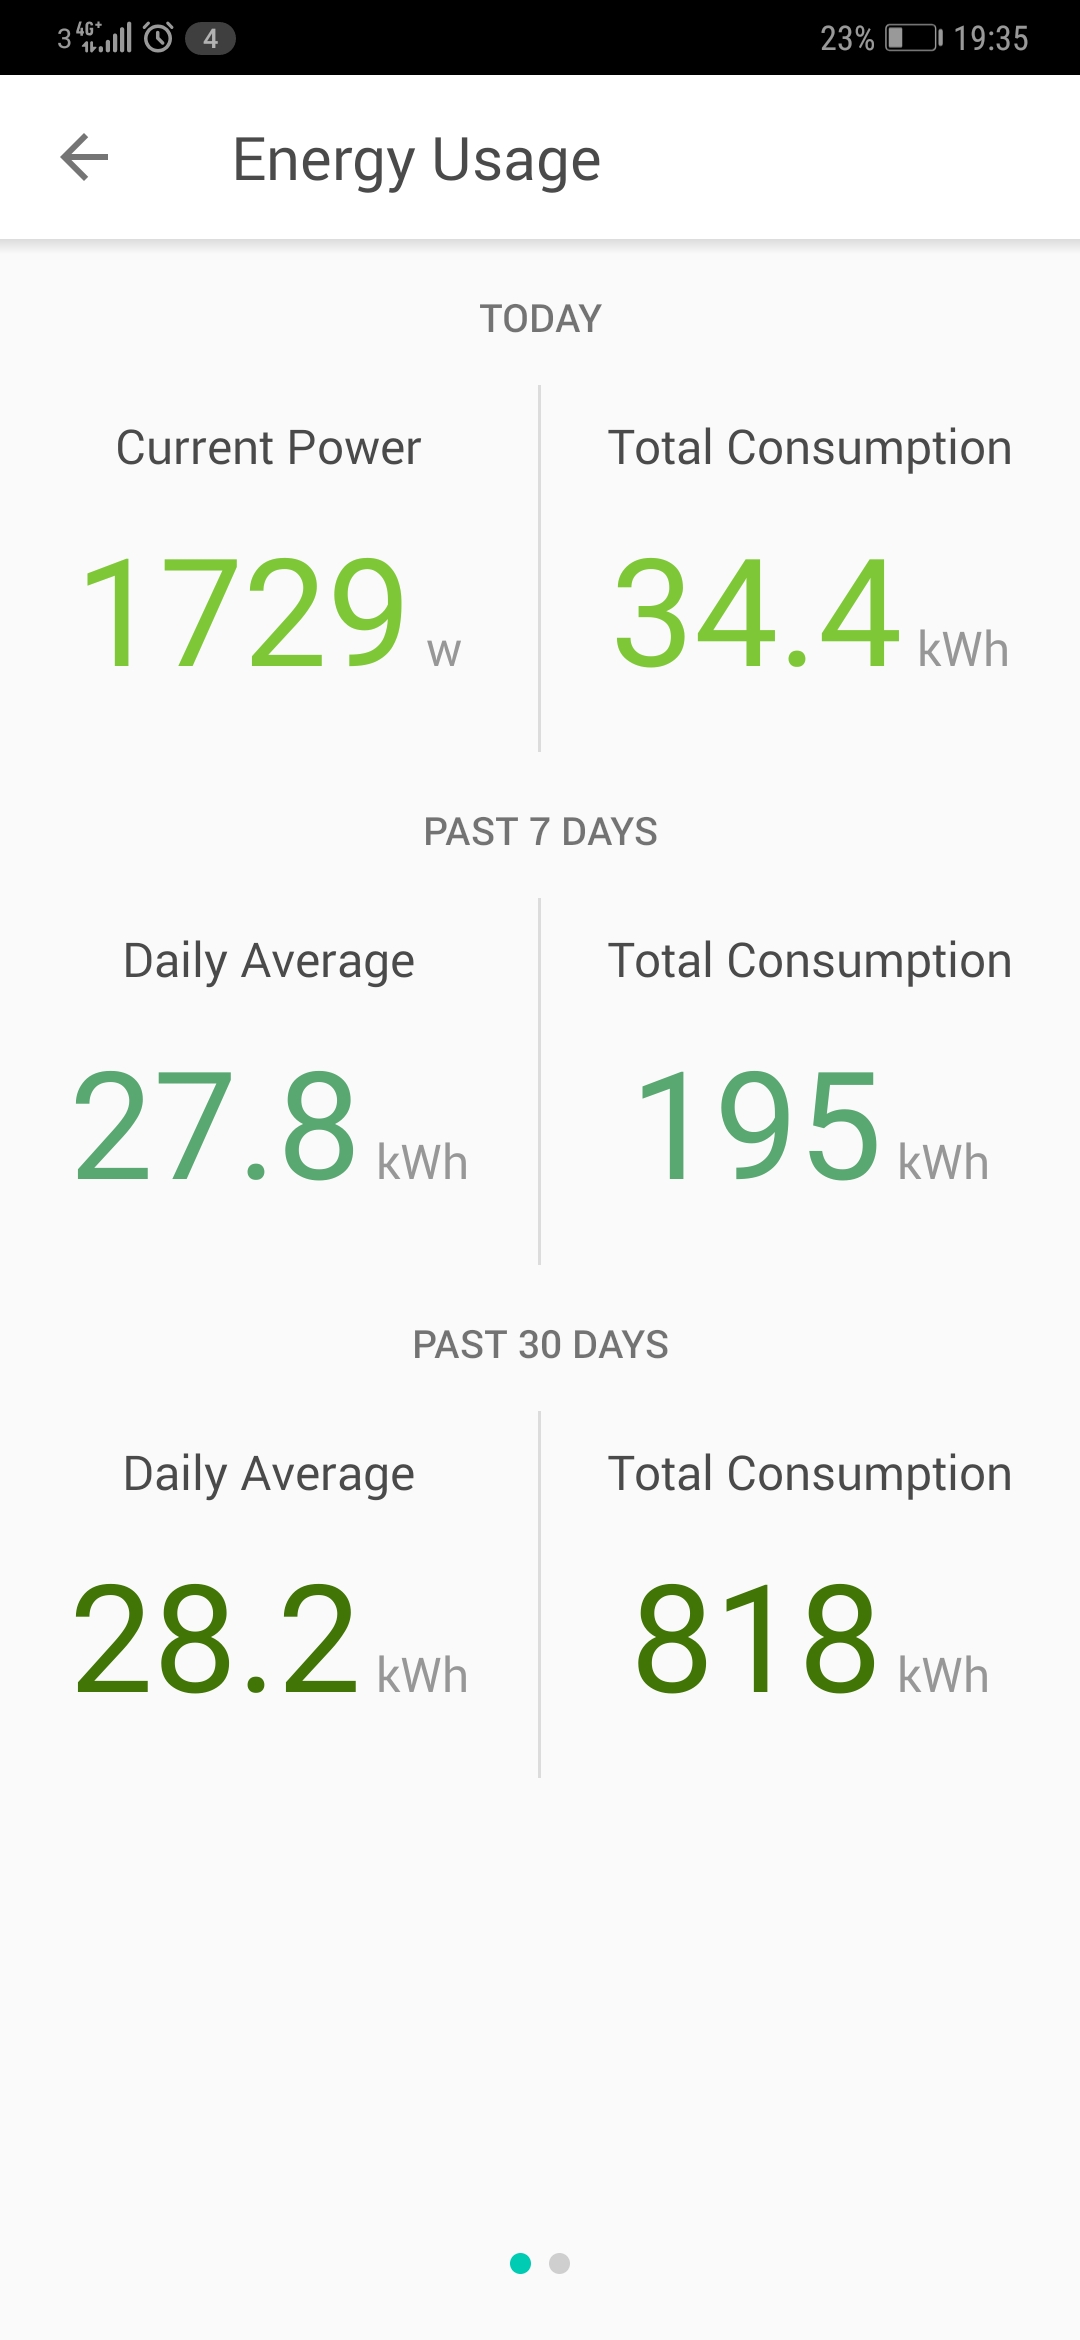 3 4G+ 4 23% 19:35
Energy Usage
TODAY
Current Power Total Consumption
1729 w 34.4 kWh
PAST 7 DAYS
Daily Average Total Consumption
27.8 kWh 195 kWh
PAST 30 DAYS
Daily Average Total Consumption
28.2 kWh 818 kWh